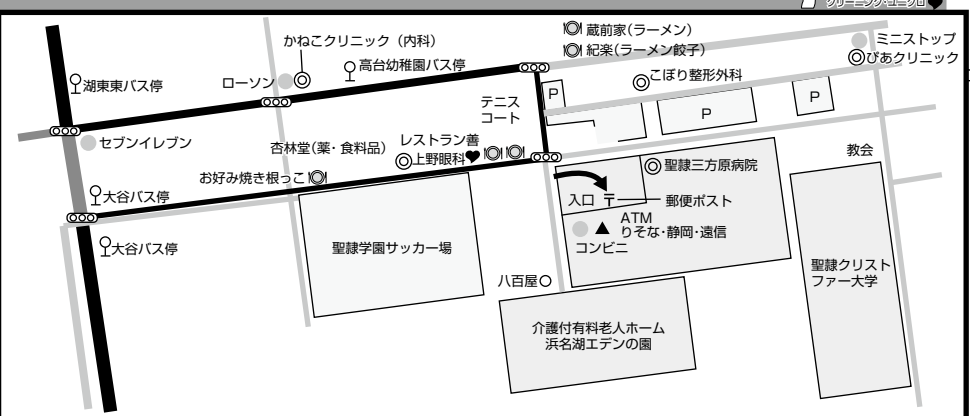 クリーニング・ユニクロ
蔵前家(ラーメン)
紀楽(ラーメン餃子)
かねこクリニック(内科)
高台幼稚園バス停
ローソン
湖東東バス停
ミニストップ
ぴあクリニック
こぼり整形外科
P
P
P
テニス
コート
セブンイレブン
杏林堂(薬・食料品)
レストラン善
上野眼科
お好み焼き根っこ
教会
聖隷三方原病院
大谷バス停
入口
〒
郵便ポスト
ATM
りそな・静岡・遠信
コンビニ
大谷バス停
聖隷学園サッカー場
八百屋
聖隷クリスト
ファー大学
介護付有料老人ホーム
浜名湖エデンの園